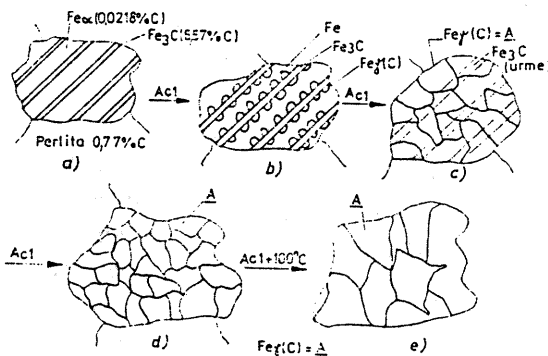 Feα(0,0218%C)
Fe₃C(6,67%C)
Ac1
Perlita 0,77%C
a)
Fe
Fe₃C
Feγ(C)
Ac1
b)
Feγ(C) = A
Fe₃C
(urme)
c)
Ac1
A
d)
Ac1+100°C
A
e)
Feγ(C) = A